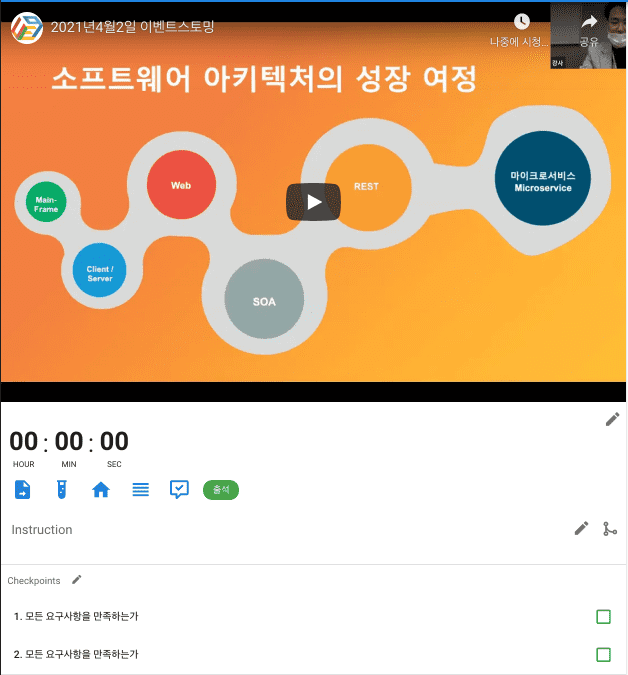 2021년4월2일 이벤트스토밍
나중에 시청...
공유
강사
소프트웨어 아키텍처의 성장 여정
Main-
Frame
Client /
Server
Web
SOA
REST
마이크로서비스
Microservice
00 : 00 : 00
HOUR MIN SEC
출석
Instruction
Checkpoints
1. 모든 요구사항을 만족하는가
2. 모든 요구사항을 만족하는가